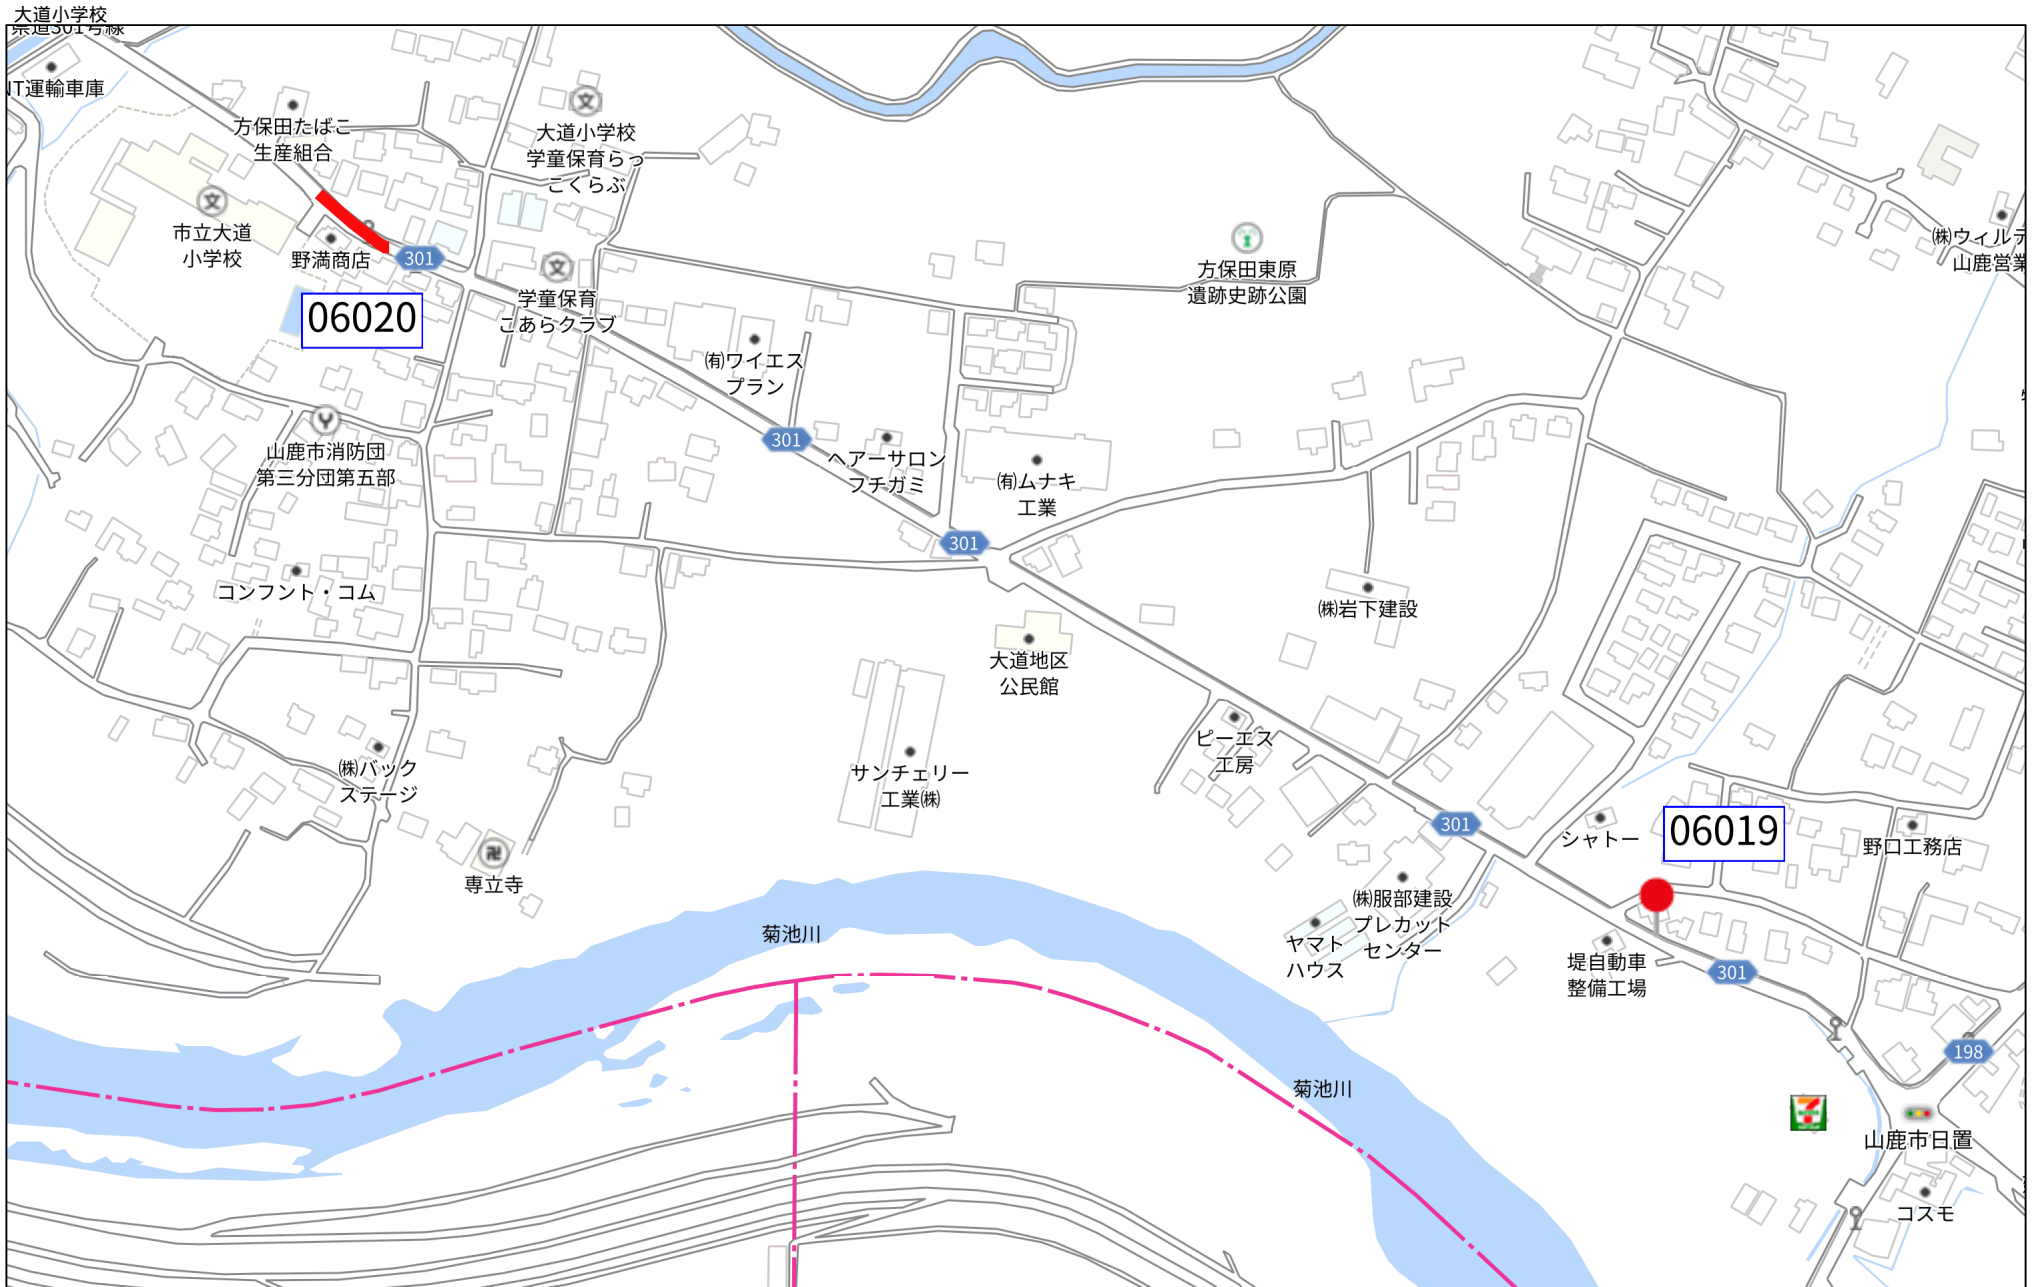 大道小学校
県道301号線
NT運輸車庫
方保田たばこ
生産組合
大道小学校
学童保育らっ
こくらぶ
市立大道
小学校
野満商店
301
06020
学童保育
こあらクラブ
方保田東原
遺跡史跡公園
㈱ウィルテ
山鹿営業
㈲ワイエス
プラン
301
ヘアーサロン
フチガミ
㈲ムナキ
工業
山鹿市消防団
第三分団第五部
301
コンフント・コム
㈱岩下建設
大道地区
公民館
ピーエス
工房
㈱バック
ステージ
サンチェリー
工業㈱
301
シャトー
06019
野口工務店
専立寺
㈱服部建設
プレカット
センター
ヤマト
ハウス
菊池川
堤自動車
整備工場
301
198
菊池川
山鹿市日置
コスモ